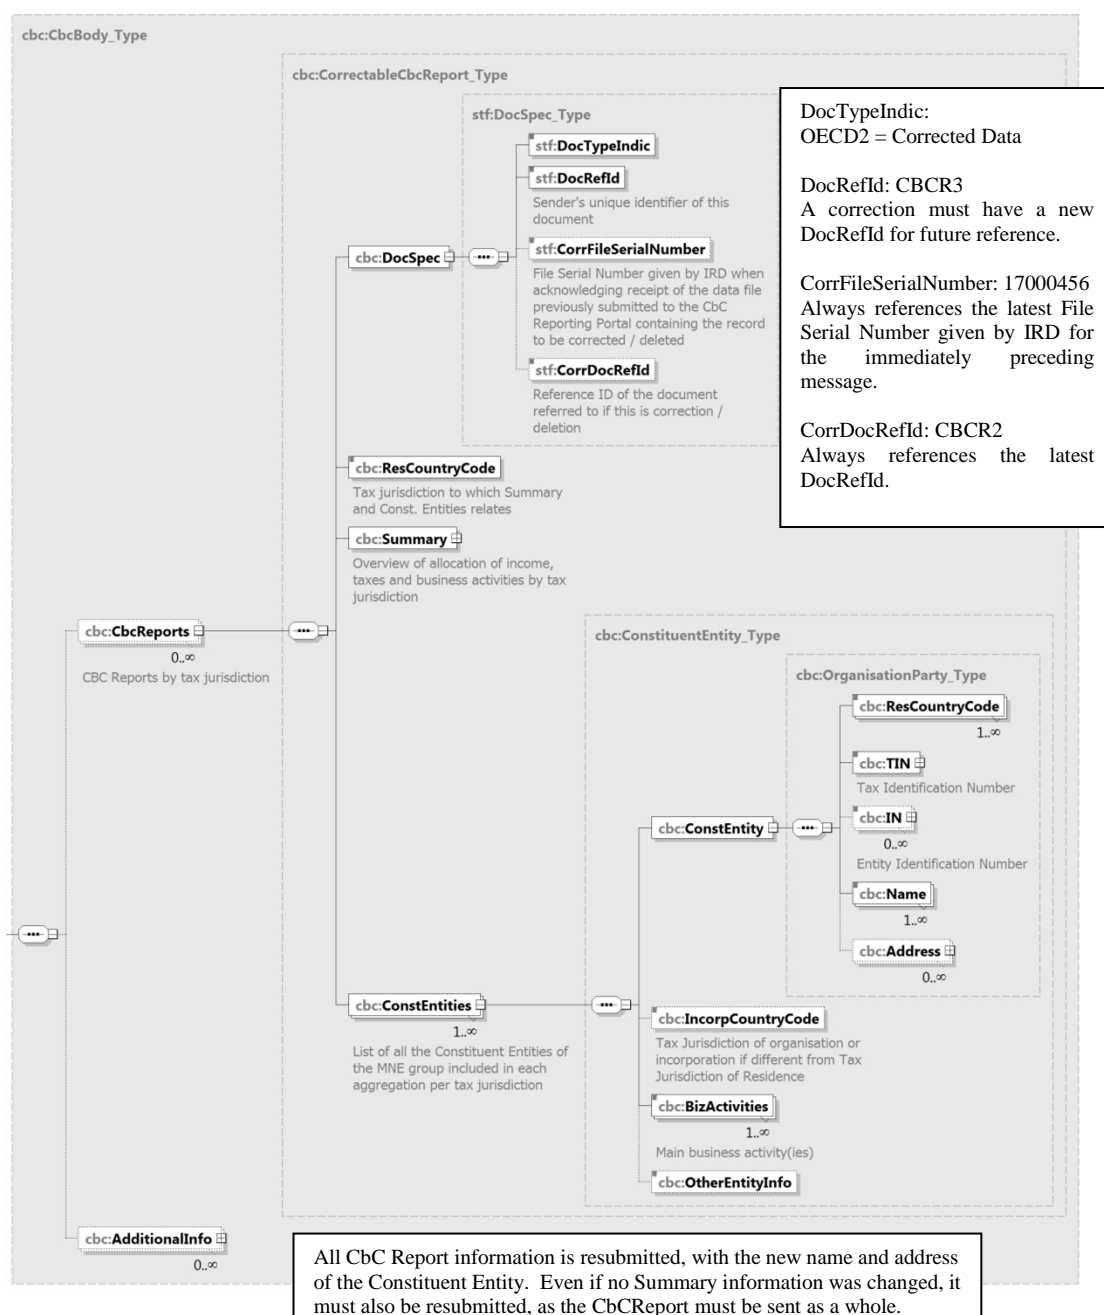 cbc:CbcBody_Type
cbc:CorrectableCbcReport_Type
stf:DocSpec_Type
stf:DocTypeIndic
stf:DocRefId
Sender's unique identifier of this
document
stf:CorrFileSerialNumber
File Serial Number given by IRD when
acknowledging receipt of the data file
previously submitted to the CbC
Reporting Portal containing the record
to be corrected / deleted
stf:CorrDocRefId
Reference ID of the document
referred to if this is correction /
deletion
cbc:DocSpec
DocTypeIndic:
OECD2 = Corrected Data
DocRefId: CBCR3
A correction must have a new
DocRefId for future reference.
CorrFileSerialNumber: 17000456
Always references the latest File
Serial Number given by IRD for
the immediately preceding
message.
CorrDocRefId: CBCR2
Always references the latest
DocRefId.
cbc:ResCountryCode
Tax jurisdiction to which Summary
and Const. Entities relates
cbc:Summary
Overview of allocation of income,
taxes and business activities by tax
jurisdiction
cbc:CbcReports
0..∞
CBC Reports by tax jurisdiction
cbc:ConstituentEntity_Type
cbc:OrganisationParty_Type
cbc:ResCountryCode
1..∞
cbc:TIN
Tax Identification Number
cbc:IN
0..∞
Entity Identification Number
cbc:Name
1..∞
cbc:Address
0..∞
cbc:ConstEntity
cbc:ConstEntities
1..∞
List of all the Constituent Entities of
the MNE group included in each
aggregation per tax jurisdiction
cbc:IncorpCountryCode
Tax Jurisdiction of organisation or
incorporation if different from Tax
Jurisdiction of Residence
cbc:BizActivities
1..∞
Main business activity(ies)
cbc:OtherEntityInfo
cbc:AdditionalInfo
0..∞
All CbC Report information is resubmitted, with the new name and address
of the Constituent Entity.  Even if no Summary information was changed, it
must also be resubmitted, as the CbCReport must be sent as a whole.